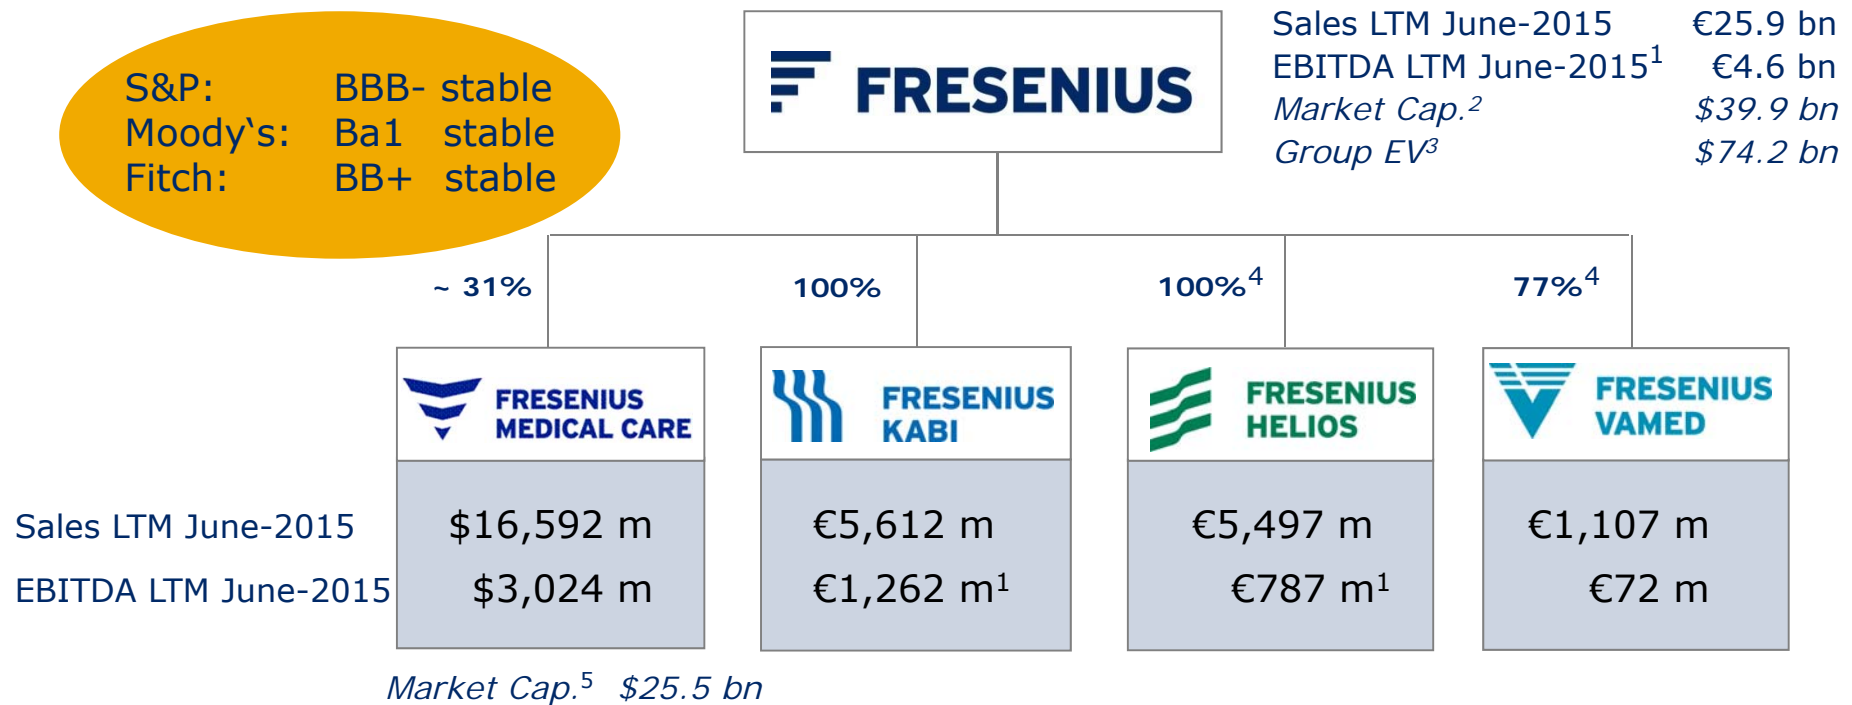 S&P: BBB- stable
Moody‘s: Ba1 stable
Fitch: BB+ stable
FRESENIUS
Sales LTM June-2015 €25.9 bn
EBITDA LTM June-2015¹ €4.6 bn
Market Cap.² $39.9 bn
Group EV³ $74.2 bn
~ 31% 100% 100%⁴ 77%⁴
FRESENIUS
MEDICAL CARE
FRESENIUS
KABI
FRESENIUS
HELIOS
FRESENIUS
VAMED
Sales LTM June-2015 $16,592 m €5,612 m €5,497 m €1,107 m
EBITDA LTM June-2015 $3,024 m €1,262 m¹ €787 m¹ €72 m
Market Cap.⁵ $25.5 bn